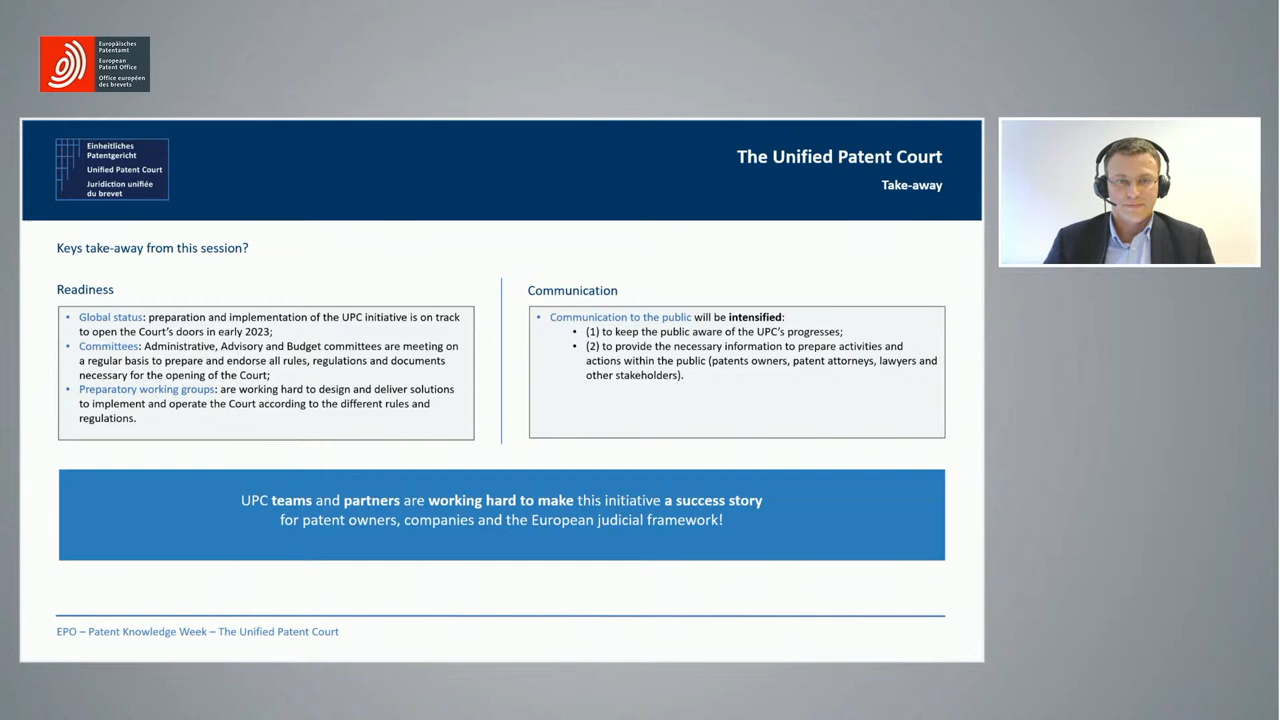 Europäisches
Patentamt
European
Patent Office
Office européen
des brevets
Einheitliches
Patentgericht
Unified Patent Court
Juridiction unifiée
du brevet
The Unified Patent Court
Take-away
Keys take-away from this session?
Readiness
• Global status: preparation and implementation of the UPC initiative is on track
to open the Court's doors in early 2023;
• Committees: Administrative, Advisory and Budget committees are meeting on
a regular basis to prepare and endorse all rules, regulations and documents
necessary for the opening of the Court;
• Preparatory working groups: are working hard to design and deliver solutions
to implement and operate the Court according to the different rules and
regulations.
Communication
• Communication to the public will be intensified:
• (1) to keep the public aware of the UPC's progresses;
• (2) to provide the necessary information to prepare activities and
actions within the public (patents owners, patent attorneys, lawyers and
other stakeholders).
UPC teams and partners are working hard to make this initiative a success story
for patent owners, companies and the European judicial framework!
EPO – Patent Knowledge Week – The Unified Patent Court